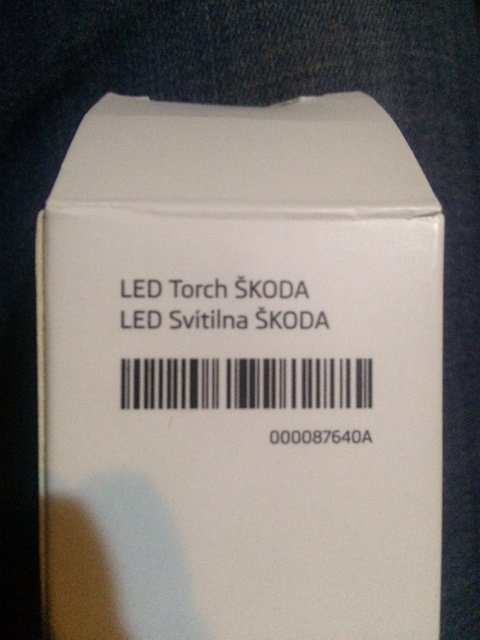 LED Torch ŠKODA
LED Svítilna ŠKODA
000087640A